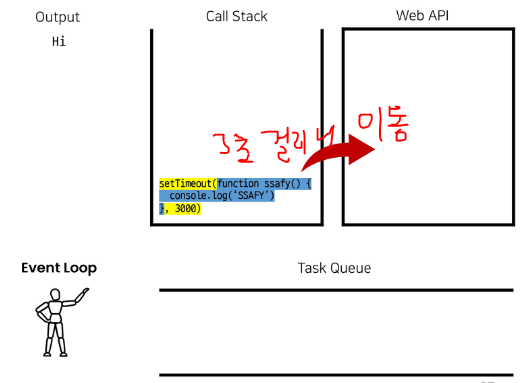 Output
Call Stack
Web API
Hi
3초 걸리니 이동
setTimeout(function ssafy() {
console.log('SSAFY')
}, 3000)
Event Loop
Task Queue